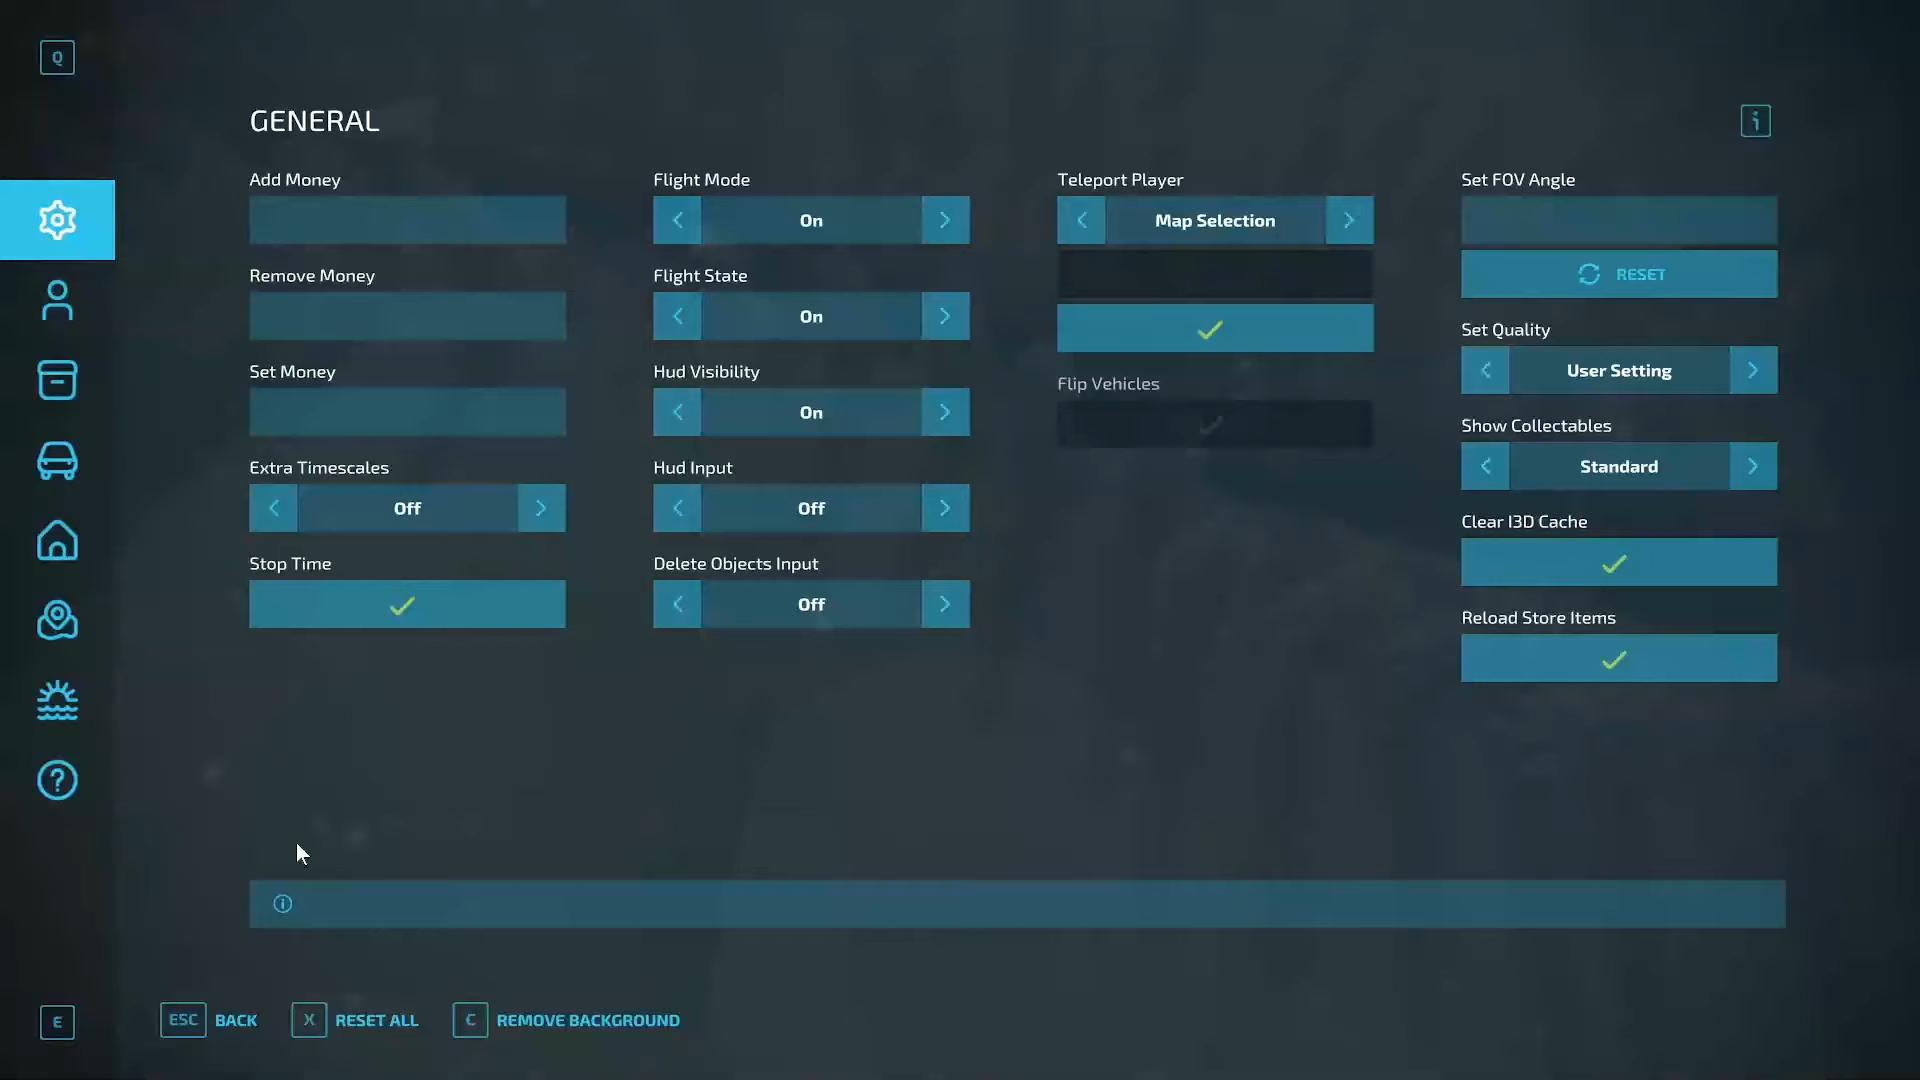 Q
GENERAL
Add Money
Remove Money
Set Money
Extra Timescales
Off
Stop Time
Flight Mode
On
Flight State
On
Hud Visibility
On
Hud Input
Off
Delete Objects Input
Off
Teleport Player
Map Selection
Flip Vehicles
Set FOV Angle
RESET
Set Quality
User Setting
Show Collectables
Standard
Clear I3D Cache
Reload Store Items
E
ESC BACK X RESET ALL C REMOVE BACKGROUND